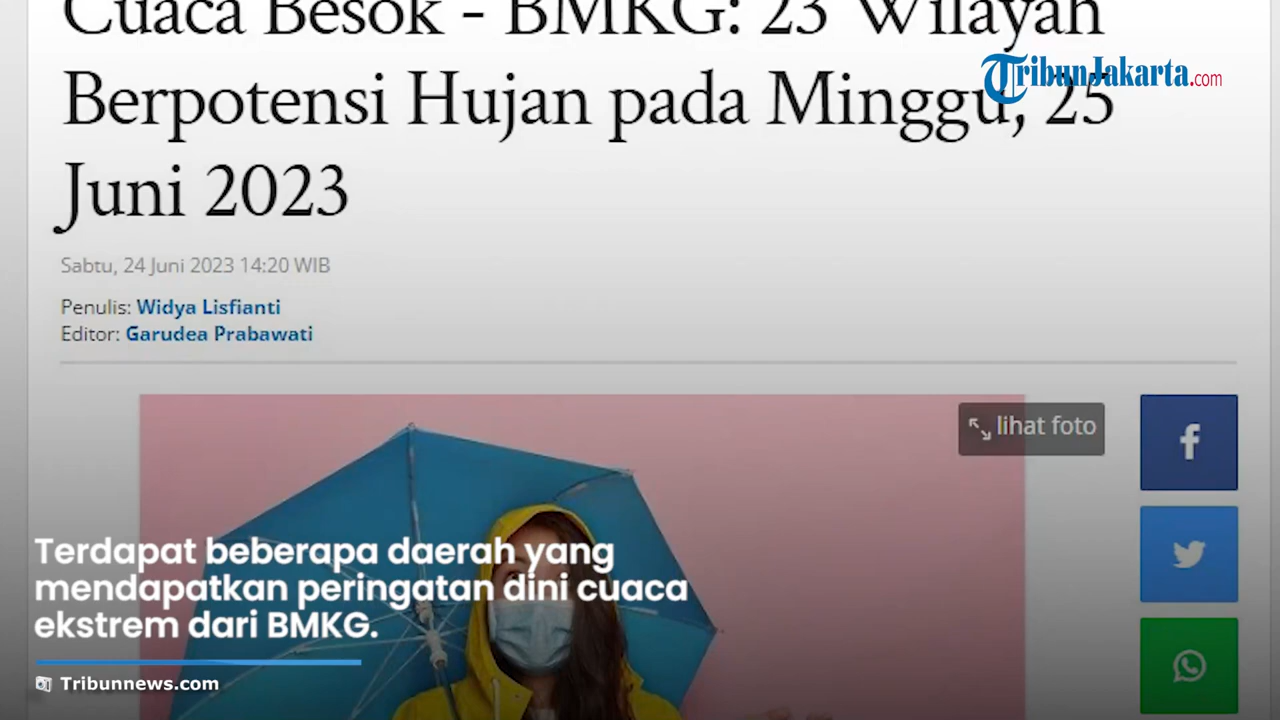 Cuaca Besok - BMKG: 23 Wilayah
TribunJakarta.com
Berpotensi Hujan pada Minggu, 25
Juni 2023
Sabtu, 24 Juni 2023 14:20 WIB
Penulis: Widya Lisfianti
Editor: Garudea Prabawati
lihat foto
Terdapat beberapa daerah yang
mendapatkan peringatan dini cuaca
ekstrem dari BMKG.
Tribunnews.com